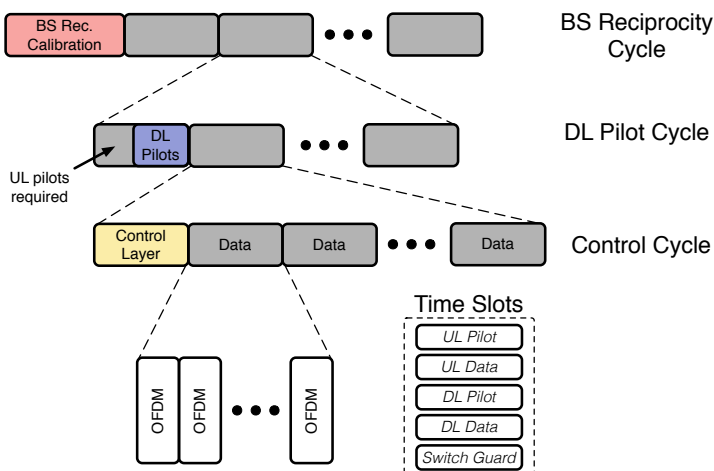 BS Rec.
Calibration
BS Reciprocity
Cycle
DL
Pilots
DL Pilot Cycle
UL pilots
required
Control
Layer
Data
Data
Data
Control Cycle
Time Slots
OFDM
OFDM
OFDM
UL Pilot
UL Data
DL Pilot
DL Data
Switch Guard